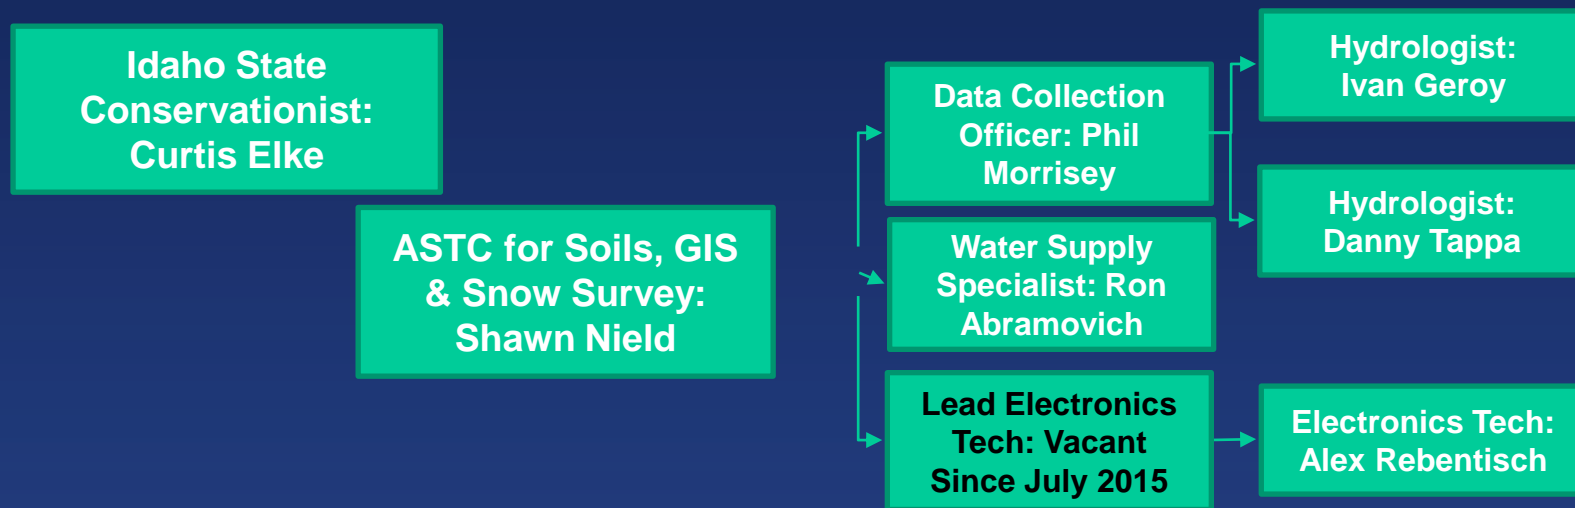 Idaho State
Conservationist:
Curtis Elke
ASTC for Soils, GIS
& Snow Survey:
Shawn Nield
Data Collection
Officer: Phil
Morrisey
Water Supply
Specialist: Ron
Abramovich
Lead Electronics
Tech: Vacant
Since July 2015
Hydrologist:
Ivan Geroy
Hydrologist:
Danny Tappa
Electronics Tech:
Alex Rebentisch